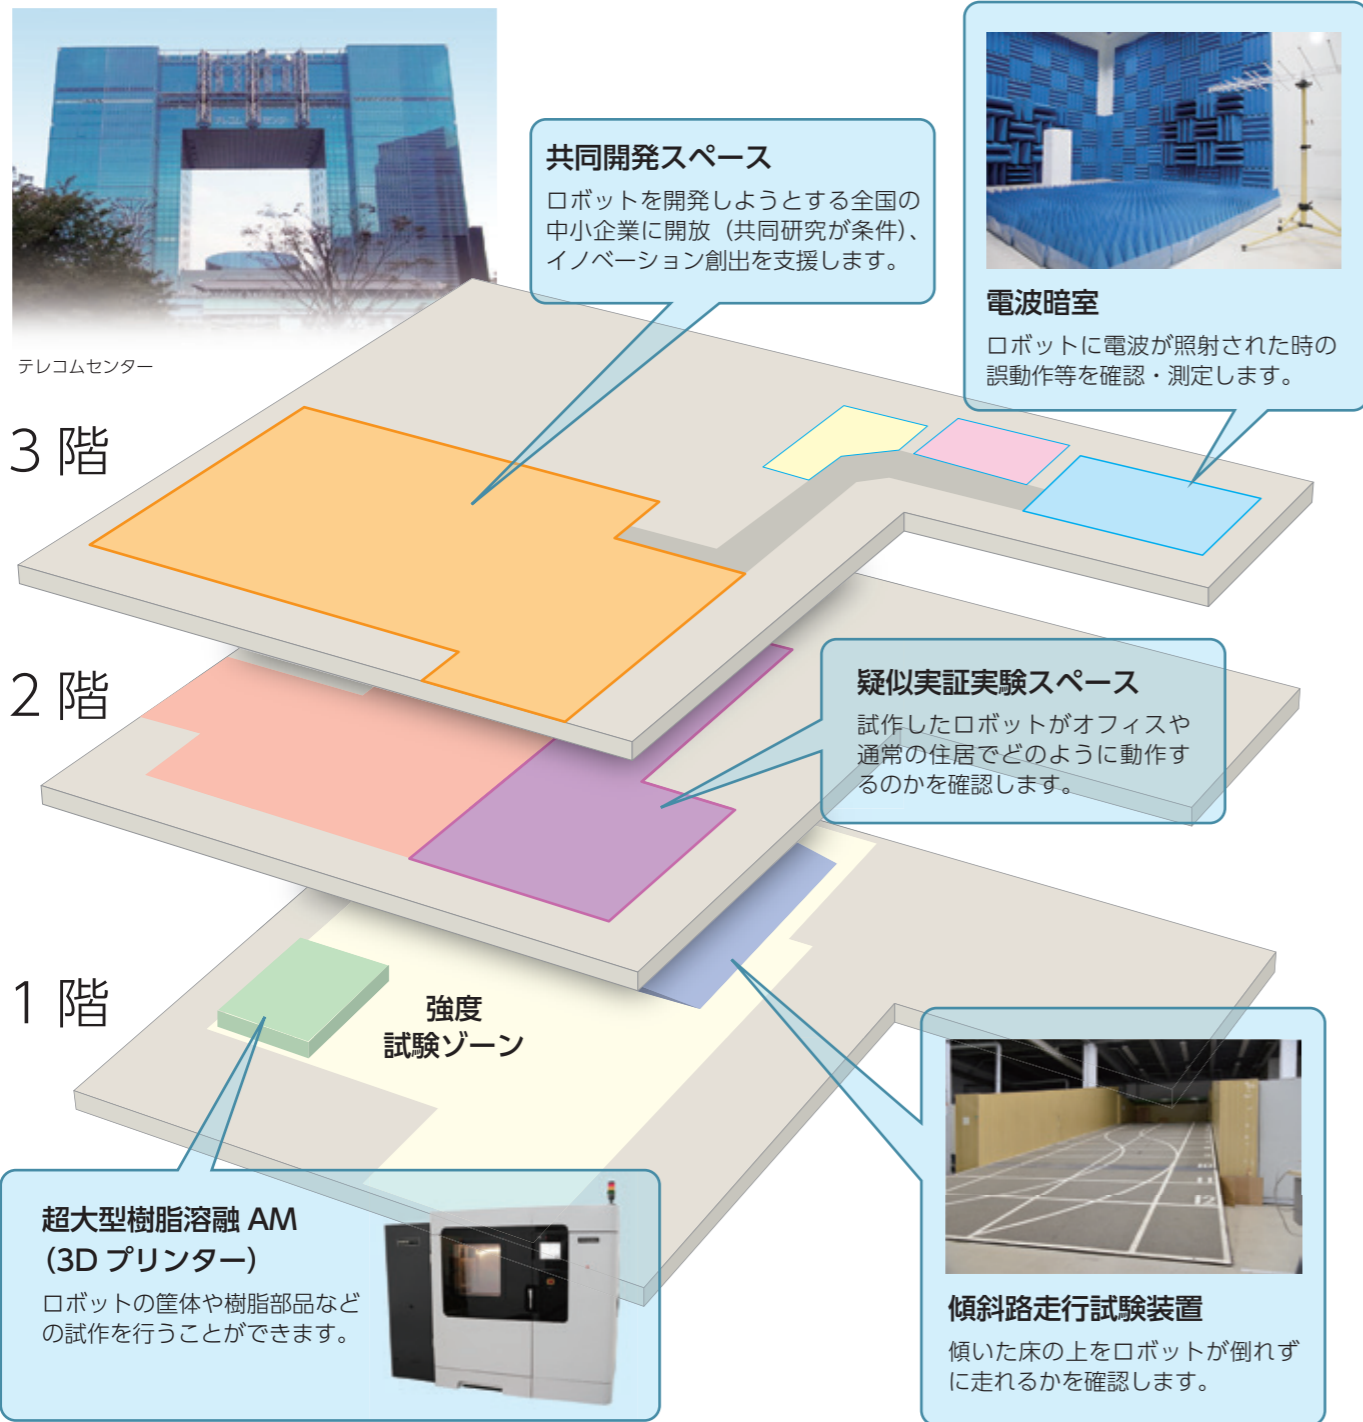 テレコムセンター
テレコムセンター
共同開発スペース
ロボットを開発しようとする全国の
中小企業に開放（共同研究が条件）、
イノベーション創出を支援します。
電波暗室
ロボットに電波が照射された時の
誤動作等を確認・測定します。
3 階
2 階
疑似実証実験スペース
試作したロボットがオフィスや
通常の住居でどのように動作す
るのかを確認します。
1 階
強度
試験ゾーン
超大型樹脂溶融 AM
（3D プリンター）
ロボットの筐体や樹脂部品など
の試作を行うことができます。
傾斜路走行試験装置
傾いた床の上をロボットが倒れず
に走れるかを確認します。